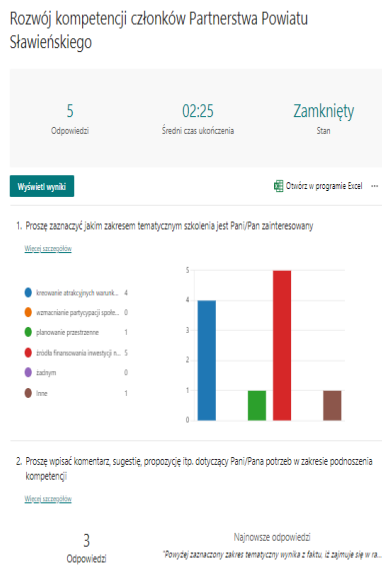 Rozwój kompetencji członków Partnerstwa Powiatu
Sławieńskiego
5
Odpowiedzi
02:25
Średni czas ukończenia
Zamknięty
Stan
Wyświetl wyniki
Otwórz w programie Excel
1. Proszę zaznaczyć jakim zakresem tematycznym szkolenia jest Pani/Pan zainteresowany
Więcej szczegółów
kreowanie atrakcyjnych warunk... 4
wzmacnianie partycypacji społe... 0
planowanie przestrzenne 1
źródła finansowania inwestycji n... 5
żadnym 0
Inne 1
5
4
3
2
1
0
2. Proszę wpisać komentarz, sugestię, propozycję itp. dotyczący Pani/Pana potrzeb w zakresie podnoszenia
kompetencji
Więcej szczegółów
3
Odpowiedzi
Najnowsze odpowiedzi
"Powyżej zaznaczony zakres tematyczny wynika z faktu, iż zajmuje się w ra...